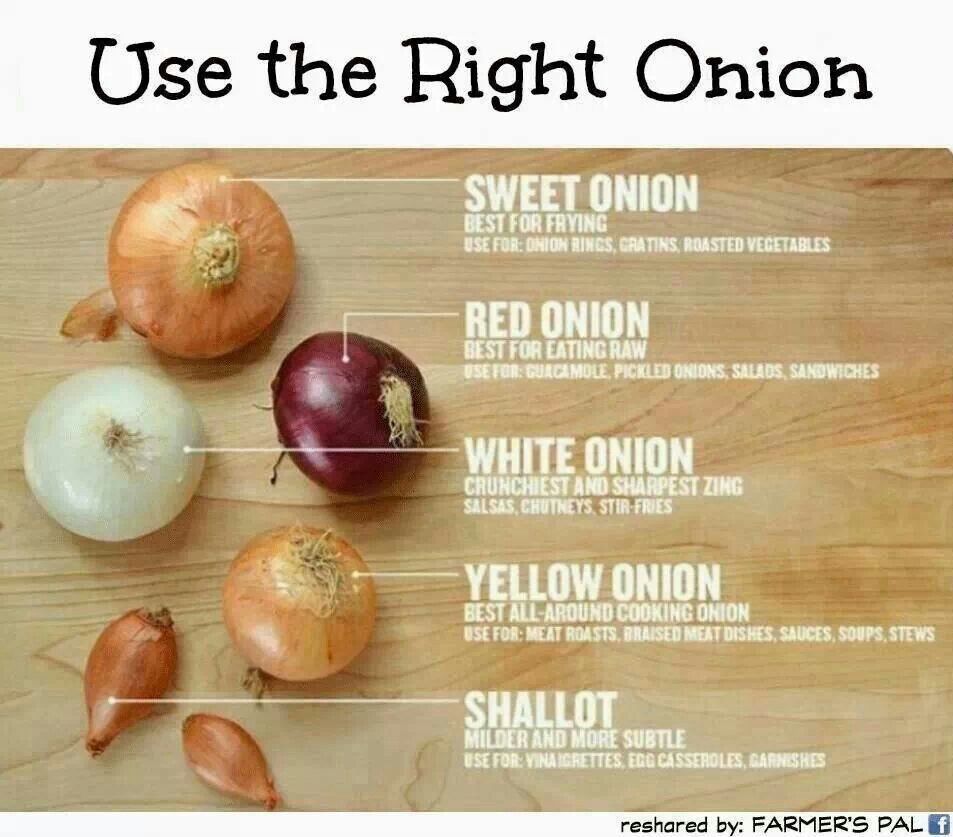 Use the Right Onion
SWEET ONION
BEST FOR FRYING
USE FOR: ONION RINGS, GRATINS, ROASTED VEGETABLES
RED ONION
BEST FOR EATING RAW
USE FOR: GUACAMOLE, PICKLED ONIONS, SALADS, SANDWICHES
WHITE ONION
CRUNCHIEST AND SHARPEST ZING
SALSAS, CHUTNEYS, STIR-FRIES
YELLOW ONION
BEST ALL-AROUND COOKING ONION
USE FOR: MEAT ROASTS, BRAISED MEAT DISHES, SAUCES, SOUPS, STEWS
SHALLOT
MILDER AND MORE SUBTLE
USE FOR: VINAIGRETTES, EGG CASSEROLES, GARNISHES
reshared by: FARMER'S PAL f